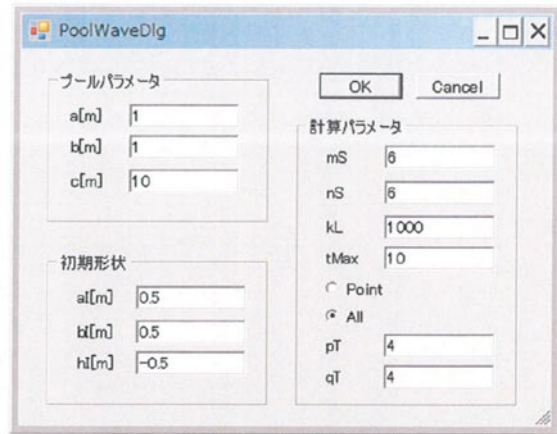 PoolWaveDlg
プールパラメータ
a[m] 1
b[m] 1
c[m] 10
初期形状
aI[m] 0.5
bI[m] 0.5
hI[m] -0.5
OK Cancel
計算パラメータ
mS 6
nS 6
kL 1000
tMax 10
Point
All
pT 4
qT 4